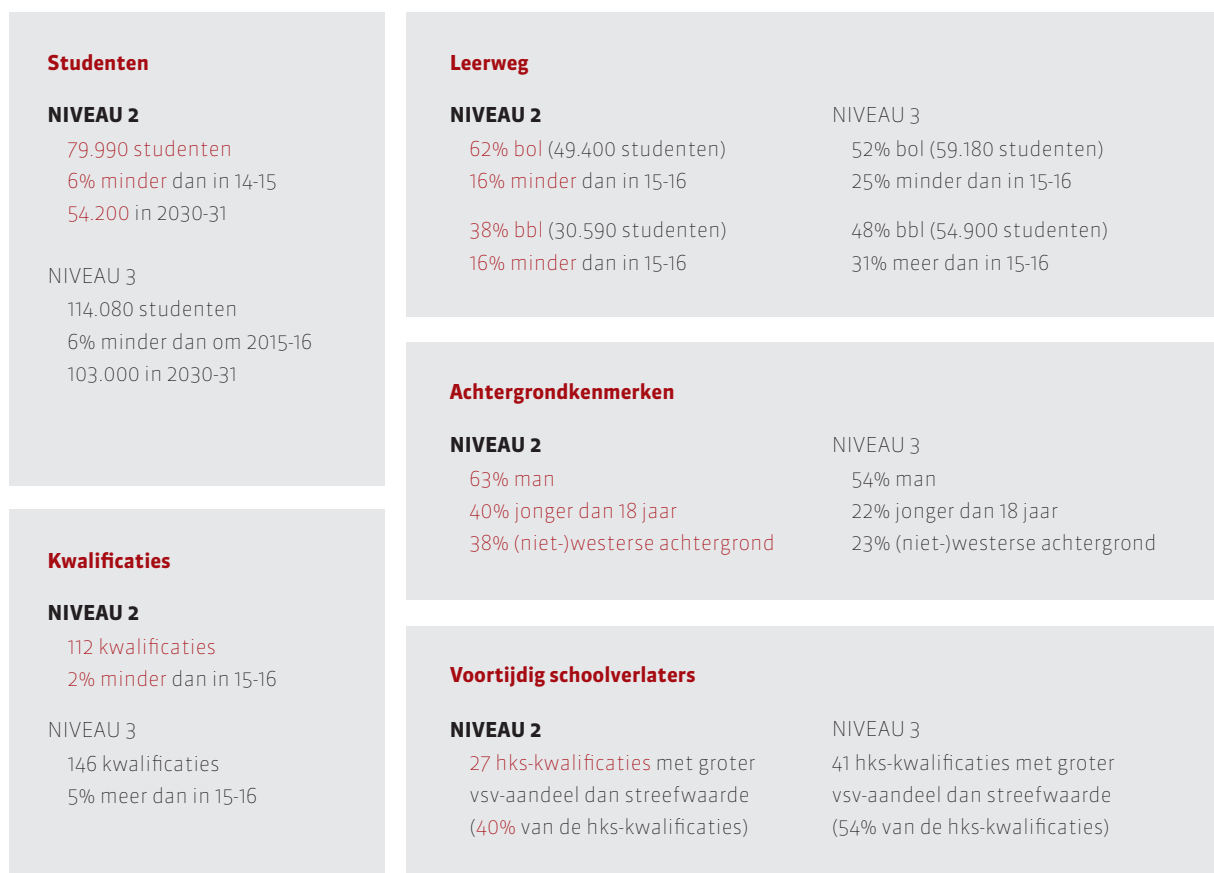 Studenten
NIVEAU 2
79.990 studenten
6% minder dan in 14-15
54.200 in 2030-31
NIVEAU 3
114.080 studenten
6% minder dan om 2015-16
103.000 in 2030-31
Kwalificaties
NIVEAU 2
112 kwalificaties
2% minder dan in 15-16
NIVEAU 3
146 kwalificaties
5% meer dan in 15-16
Leerweg
NIVEAU 2
62% bol (49.400 studenten)
16% minder dan in 15-16
38% bbl (30.590 studenten)
16% minder dan in 15-16
NIVEAU 3
52% bol (59.180 studenten)
25% minder dan in 15-16
48% bbl (54.900 studenten)
31% meer dan in 15-16
Achtergrondkenmerken
NIVEAU 2
63% man
40% jonger dan 18 jaar
38% (niet-)westerse achtergrond
NIVEAU 3
54% man
22% jonger dan 18 jaar
23% (niet-)westerse achtergrond
Voortijdig schoolverlaters
NIVEAU 2
27 hks-kwalificaties met groter
vsv-aandeel dan streefwaarde
(40% van de hks-kwalificaties)
NIVEAU 3
41 hks-kwalificaties met groter
vsv-aandeel dan streefwaarde
(54% van de hks-kwalificaties)